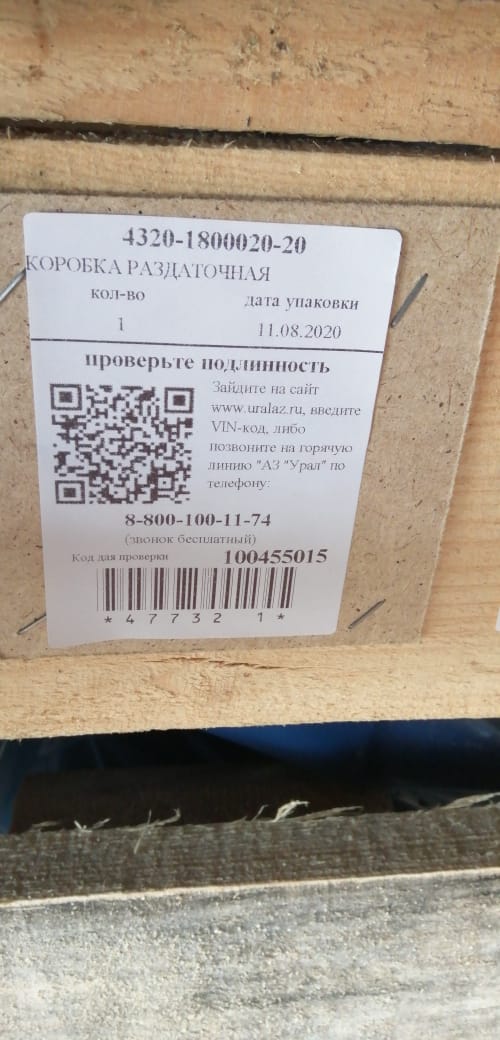 4320-1800020-20
КОРОБКА РАЗДАТОЧНАЯ
кол-во дата упаковки
1 11.08.2020
проверьте подлинность
Зайдите на сайт
www.uralaz.ru, введите
VIN-код, либо
позвоните на горячую
линию "АЗ "Урал" по
телефону:
8-800-100-11-74
(звонок бесплатный)
Код для проверки 100455015
*47732 1*